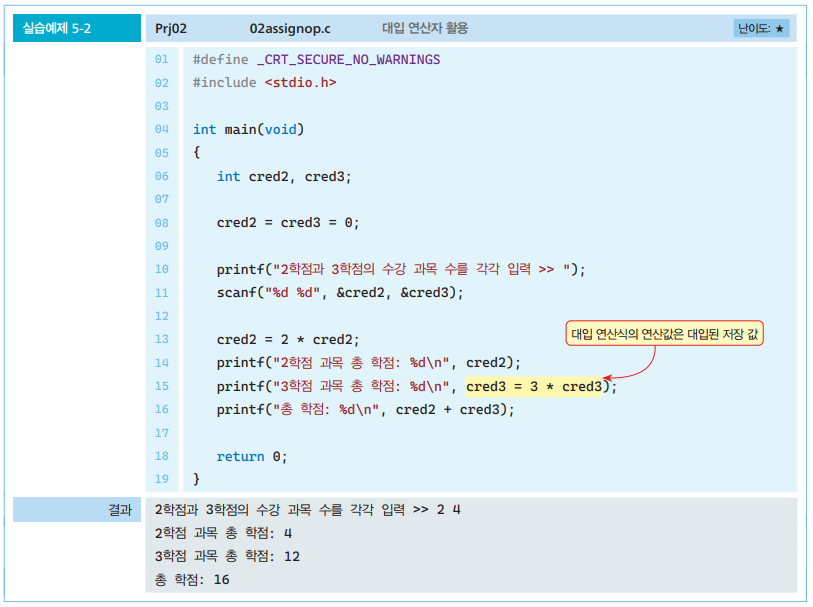 실습예제 5-2 Prj02 02assignop.c 대입 연산자 활용 난이도: ★
01 #define _CRT_SECURE_NO_WARNINGS
02 #include <stdio.h>
03
04 int main(void)
05 {
06 int cred2, cred3;
07
08 cred2 = cred3 = 0;
09
10 printf("2학점과 3학점의 수강 과목 수를 각각 입력 >> ");
11 scanf("%d %d", &cred2, &cred3);
12
대입 연산식의 연산값은 대입된 저장 값
13 cred2 = 2 * cred2;
14 printf("2학점 과목 총 학점: %d\n", cred2);
15 printf("3학점 과목 총 학점: %d\n", cred3 = 3 * cred3);
16 printf("총 학점: %d\n", cred2 + cred3);
17
18 return 0;
19 }
결과 2학점과 3학점의 수강 과목 수를 각각 입력 >> 2 4
2학점 과목 총 학점: 4
3학점 과목 총 학점: 12
총 학점: 16